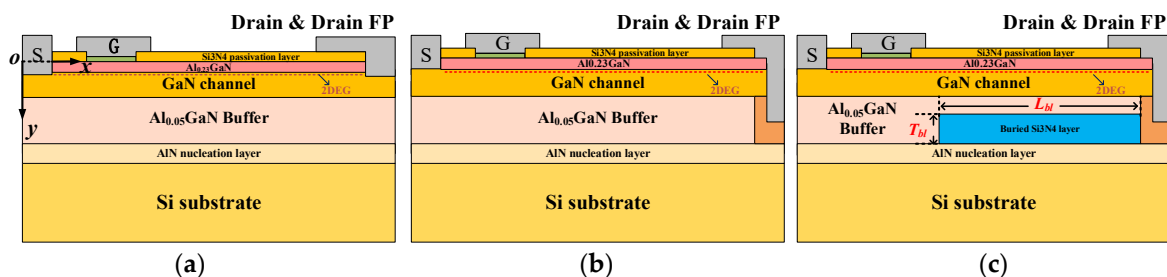 Drain & Drain FP
S
G
Si3N4 passivation layer
o
x
Al0.23GaN
2DEG
GaN channel
Al0.05GaN Buffer
y
AlN nucleation layer
Si substrate
(a)
Drain & Drain FP
S
G
Si3N4 passivation layer
Al0.23GaN
2DEG
GaN channel
Al0.05GaN Buffer
AlN nucleation layer
Si substrate
(b)
Drain & Drain FP
S
G
Si3N4 passivation layer
Al0.23GaN
2DEG
GaN channel
Al0.05GaN
Buffer
Lbl
Tbl
Buried Si3N4 layer
AlN nucleation layer
Si substrate
(c)